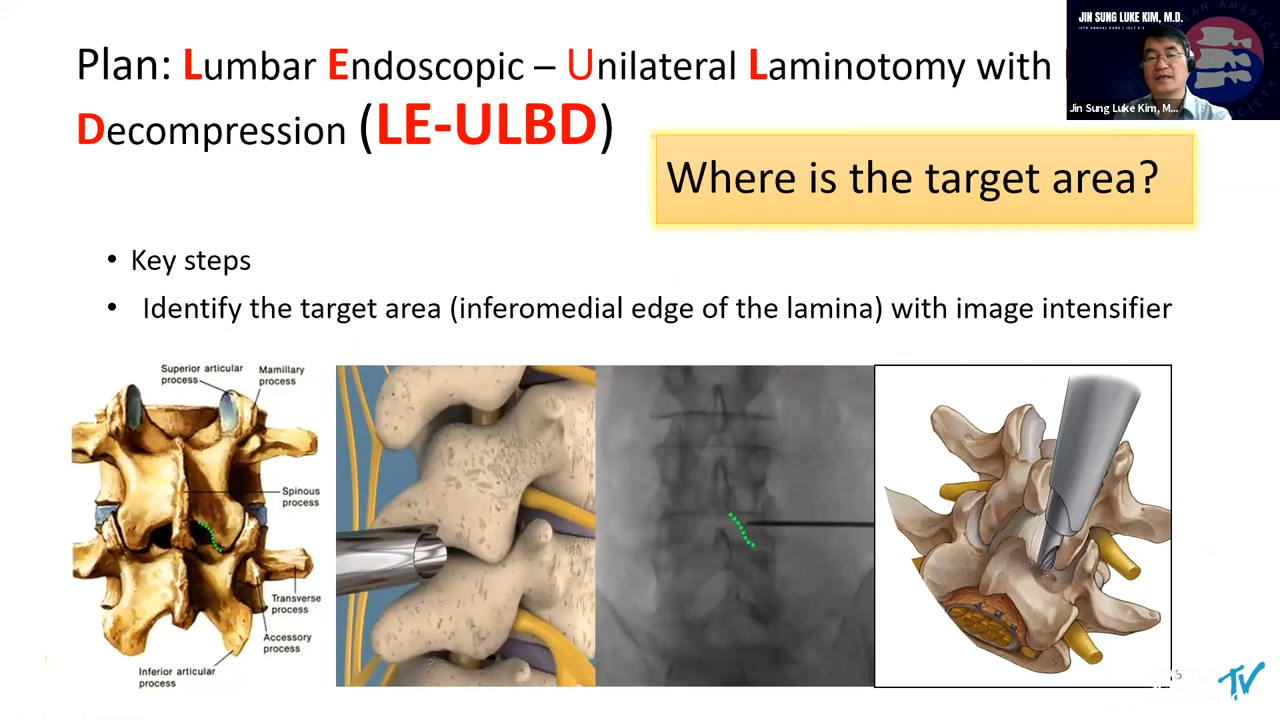 Plan: Lumbar Endoscopic – Unilateral Laminotomy with
Decompression (LE-ULBD)
JIN SUNG LUKE KIM, M.D.
Jin Sung Luke Kim, M...
Where is the target area?
• Key steps
• Identify the target area (inferomedial edge of the lamina) with image intensifier
Superior articular
process
Mamillary
process
Spinous
process
Transverse
process
Accessory
process
Inferior articular
process
5
TV